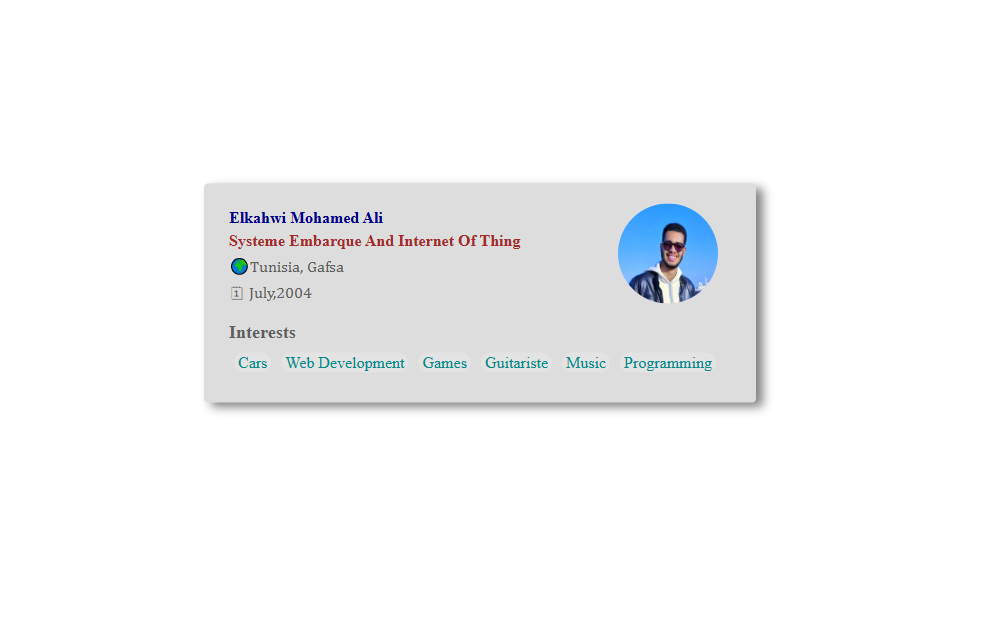 Elkahwi Mohamed Ali
Systeme Embarque And Internet Of Thing
Tunisia, Gafsa
July,2004
Interests
Cars Web Development Games Guitariste Music Programming